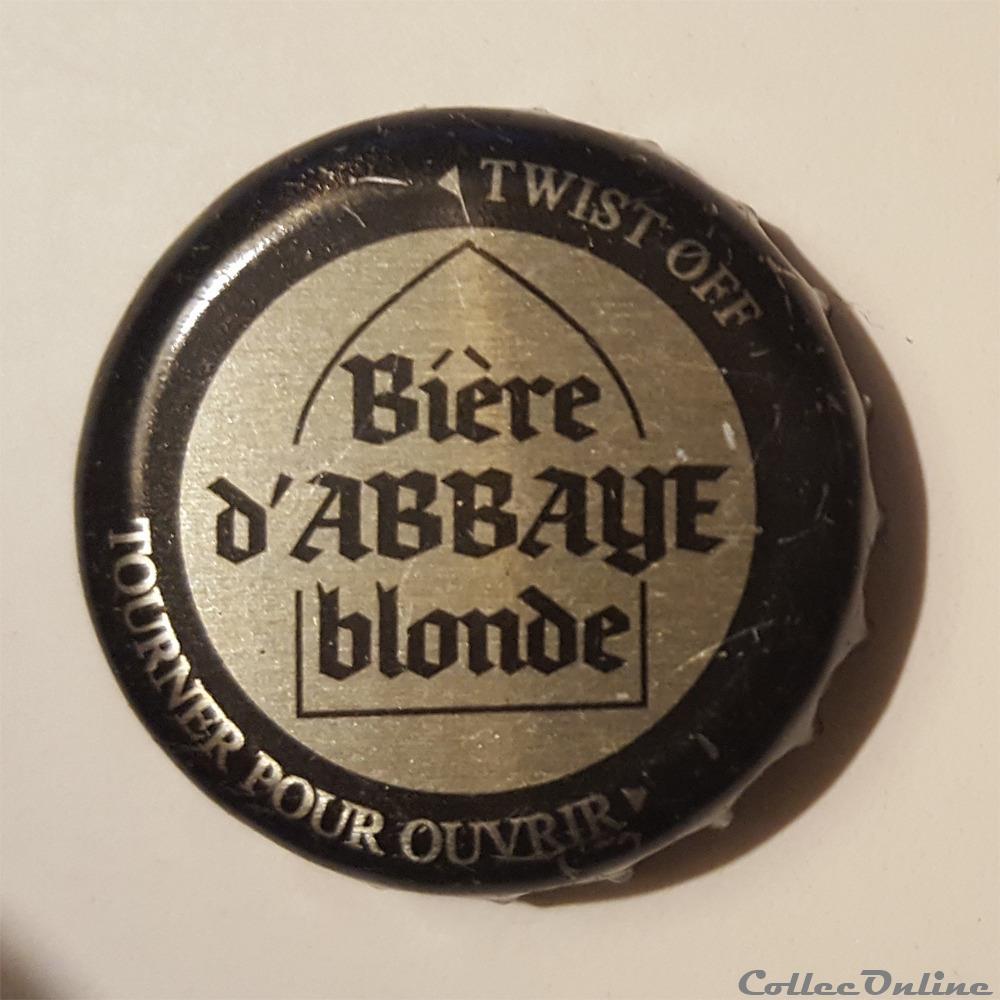 TWIST OFF
Bière
d'ABBAYE
blonde
TOURNER POUR OUVRIR
CollecOnline